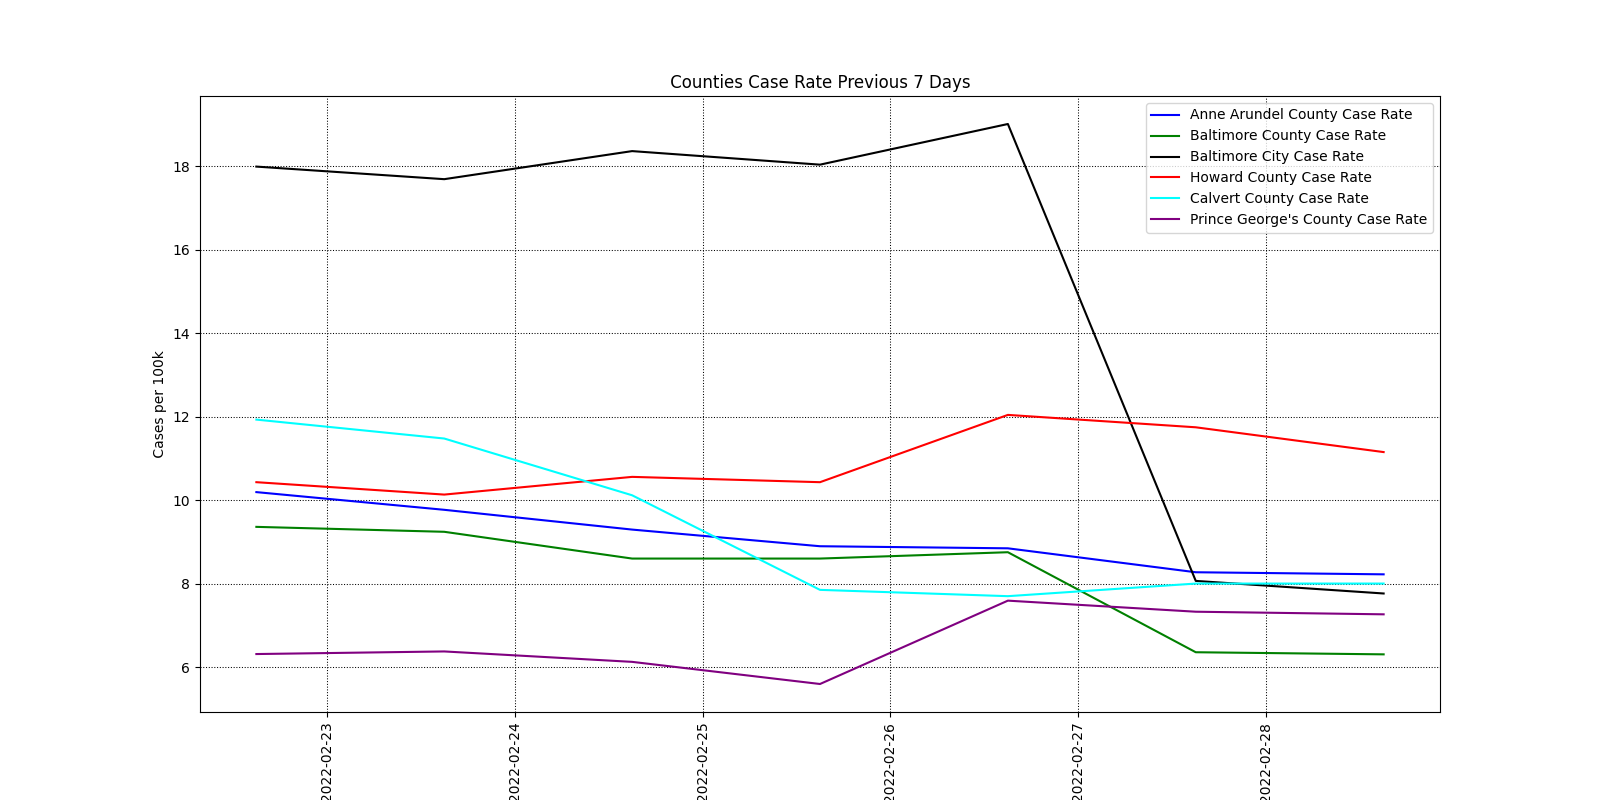 Counties Case Rate Previous 7 Days
Anne Arundel County Case Rate
Baltimore County Case Rate
Baltimore City Case Rate
Howard County Case Rate
Calvert County Case Rate
Prince George's County Case Rate
Cases per 100k
18
16
14
12
10
8
6
2022-02-23
2022-02-24
2022-02-25
2022-02-26
2022-02-27
2022-02-28